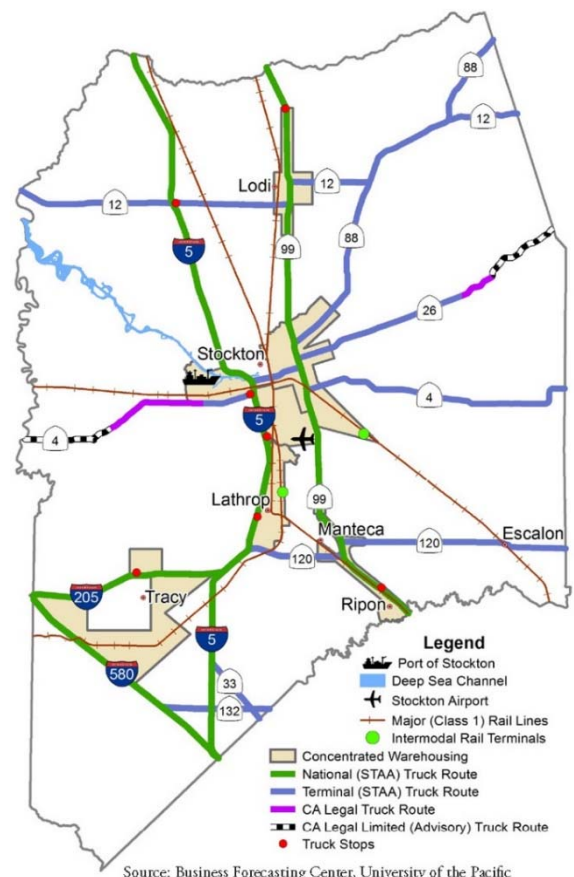 88
12
Lodi
12
12
99
5
88
26
Stockton
4
5
4
99
Lathrop
Manteca
120
Escalon
120
205
Tracy
Ripon
5
580
33
132
Legend
Port of Stockton
Deep Sea Channel
Stockton Airport
Major (Class 1) Rail Lines
Intermodal Rail Terminals
Concentrated Warehousing
National (STAA) Truck Route
Terminal (STAA) Truck Route
CA Legal Truck Route
CA Legal Limited (Advisory) Truck Route
Truck Stops
Source: Business Forecasting Center, University of the Pacific